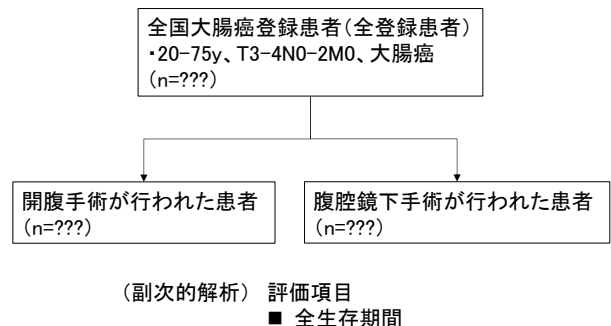 全国大腸癌登録患者(全登録患者)
・20-75y、T3-4N0-2M0、大腸癌
(n=???)
開腹手術が行われた患者
(n=???)
腹腔鏡下手術が行われた患者
(n=???)
(副次的解析) 評価項目
■ 全生存期間